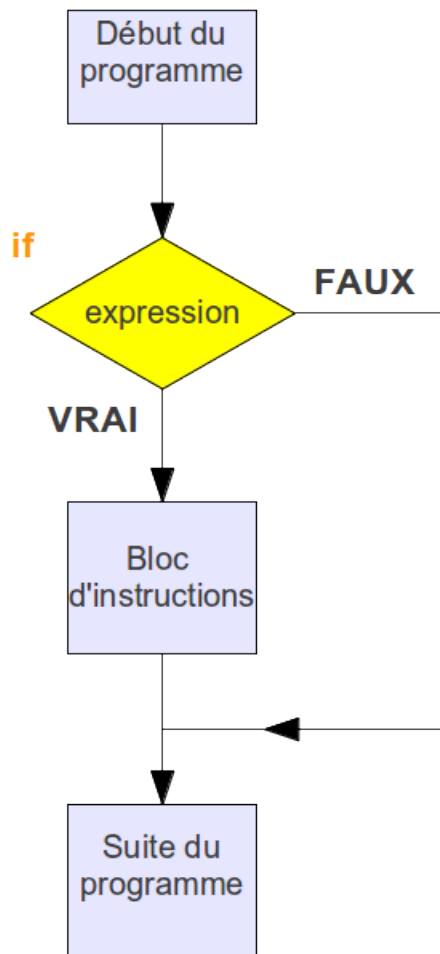 Début du
programme
if
expression
FAUX
VRAI
Bloc
d'instructions
Suite du
programme